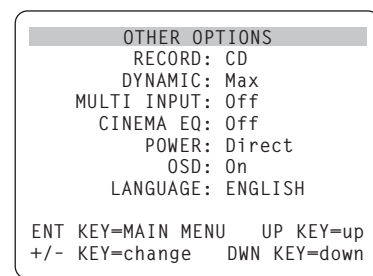 OTHER OPTIONS
RECORD: CD
DYNAMIC: Max
MULTI INPUT: Off
CINEMA EQ: Off
POWER: Direct
OSD: On
LANGUAGE: ENGLISH
ENT KEY=MAIN MENU UP KEY=up
+/- KEY=change DWN KEY=down